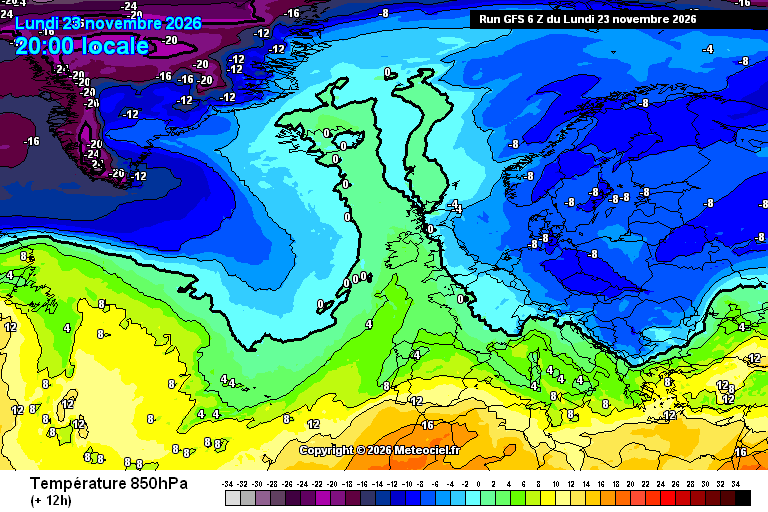 Lundi 23 novembre 2026
20:00 locale
Run GFS 6 Z du Lundi 23 novembre 2026
Copyright © 2026 Meteociel.fr
Température 850hPa
(+ 12h)
-34 -32 -30 -28 -26 -24 -22 -20 -18 -16 -14 -12 -10 -8 -6 -4 -2 0 2 4 6 8 10 12 14 16 18 20 22 24 26 28 30 32 34